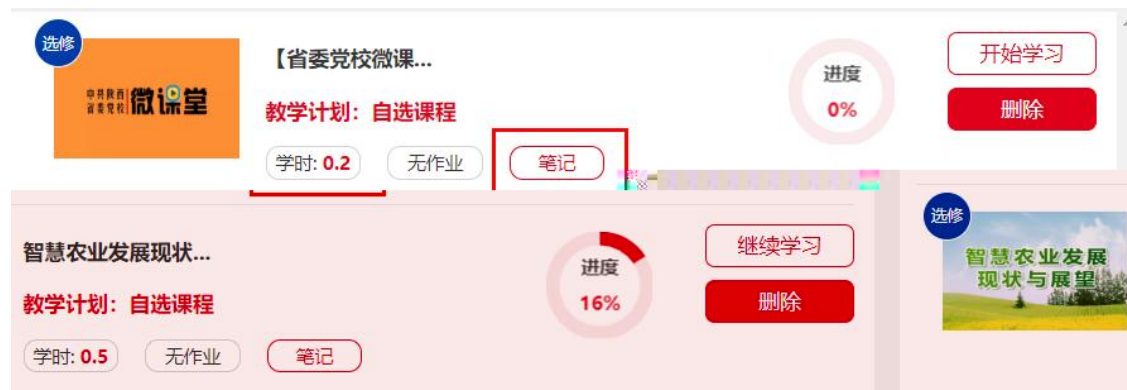 选修
中共陕西
省委党校
微课堂
【省委党校微课...
教学计划：自选课程
学时: 0.2
无作业
笔记
进度
0%
开始学习
删除
智慧农业发展现状...
教学计划：自选课程
学时: 0.5
无作业
笔记
进度
16%
继续学习
删除
选修
智慧农业发展
现状与展望